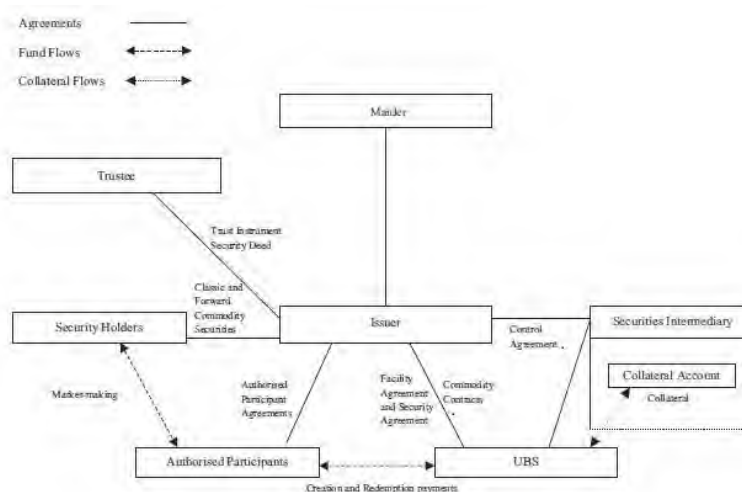 Agreements
Fund Flows
Collateral Flows
Manler
Trustee
Trust Instrument
Security Deed
Classic and
Forward
Commodity
Securities
Security Holders
Issuer
Securities Intermediary
Control
Agreement
Collateral Account
Collateral
Market-making
Authorised
Participant
Agreements
Facility
Agreement
and Security
Agreement
Commodity
Contracts
Authorised Participants
UBS
Creation and Redemption payments